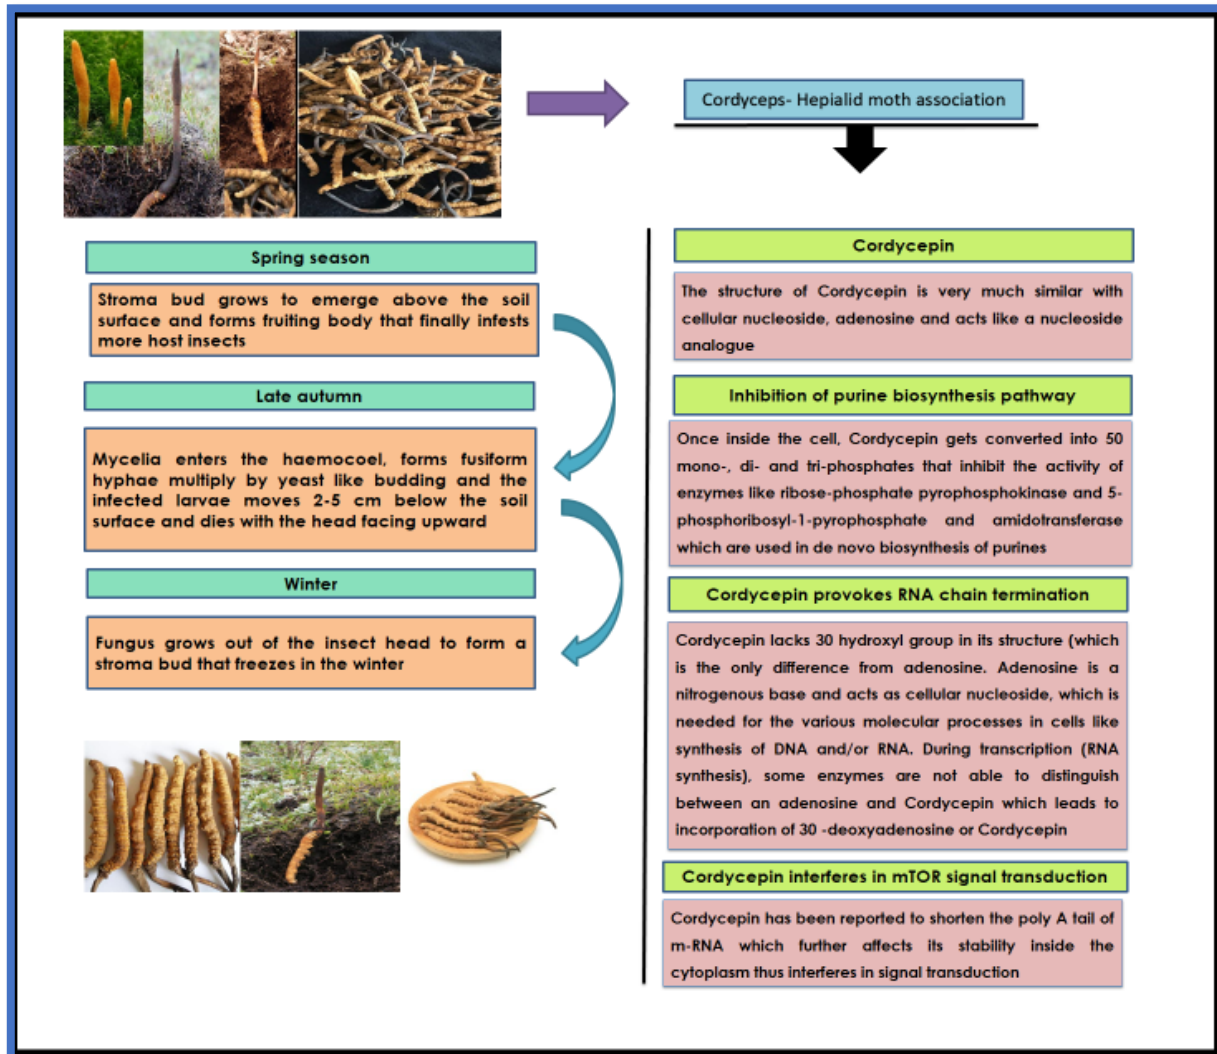 Cordyceps- Hepialid moth association
Spring season
Stroma bud grows to emerge above the soil
surface and forms fruiting body that finally infests
more host insects
Late autumn
Mycelia enters the haemocoel, forms fusiform
hyphae multiply by yeast like budding and the
infected larvae moves 2-5 cm below the soil
surface and dies with the head facing upward
Winter
Fungus grows out of the insect head to form a
stroma bud that freezes in the winter
Cordycepin
The structure of Cordycepin is very much similar with
cellular nucleoside, adenosine and acts like a nucleoside
analogue
Inhibition of purine biosynthesis pathway
Once inside the cell, Cordycepin gets converted into 50
mono-, di- and tri-phosphates that inhibit the activity of
enzymes like ribose-phosphate pyrophosphokinase and 5-
phosphoribosyl-1-pyrophosphate and amidotransferase
which are used in de novo biosynthesis of purines
Cordycepin provokes RNA chain termination
Cordycepin lacks 30 hydroxyl group in its structure (which
is the only difference from adenosine. Adenosine is a
nitrogenous base and acts as cellular nucleoside, which is
needed for the various molecular processes in cells like
synthesis of DNA and/or RNA. During transcription (RNA
synthesis), some enzymes are not able to distinguish
between an adenosine and Cordycepin which leads to
incorporation of 30 -deoxyadenosine or Cordycepin
Cordycepin interferes in mTOR signal transduction
Cordycepin has been reported to shorten the poly A tail of
m-RNA which further affects its stability inside the
cytoplasm thus interferes in signal transduction